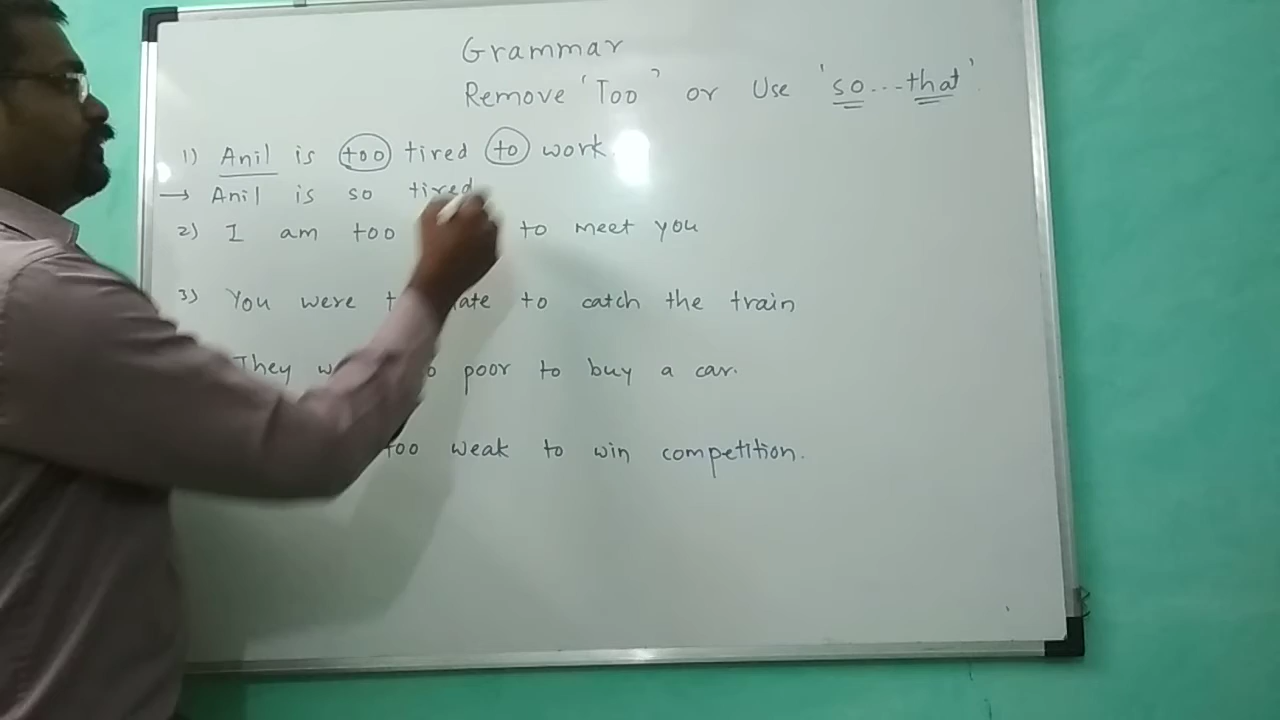 Grammar
Remove 'Too' or Use 'so...that'
1) Anil is too tired to work.
→ Anil is so tired
2) I am too to meet you
3) You were late to catch the train
They poor to buy a car.
too weak to win competition.